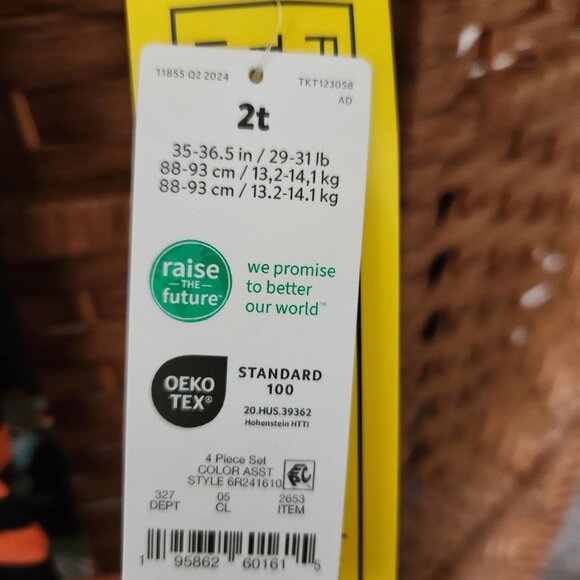 11855 Q2 2024 TKT123058
AD
2t
35-36.5 in / 29-31 lb
88-93 cm / 13,2-14,1 kg
88-93 cm / 13.2-14.1 kg
raise
THE
future™
we promise
to better
our world™
OEKO
TEX®
STANDARD
100
20.HUS.39362
Hohenstein HTTI
4 Piece Set
COLOR ASST
STYLE 6R241610
327 05 2653
DEPT CL ITEM
1 95862 60161 5